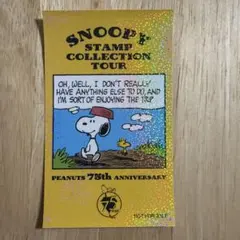 SNOOPY
STAMP
COLLECTION
TOUR
OH, WELL, I DON'T REALLY
HAVE ANYTHING ELSE TO DO, AND
I'M SORT OF ENJOYING THE TRIP
PEANUTS 75th ANNIVERSARY
75